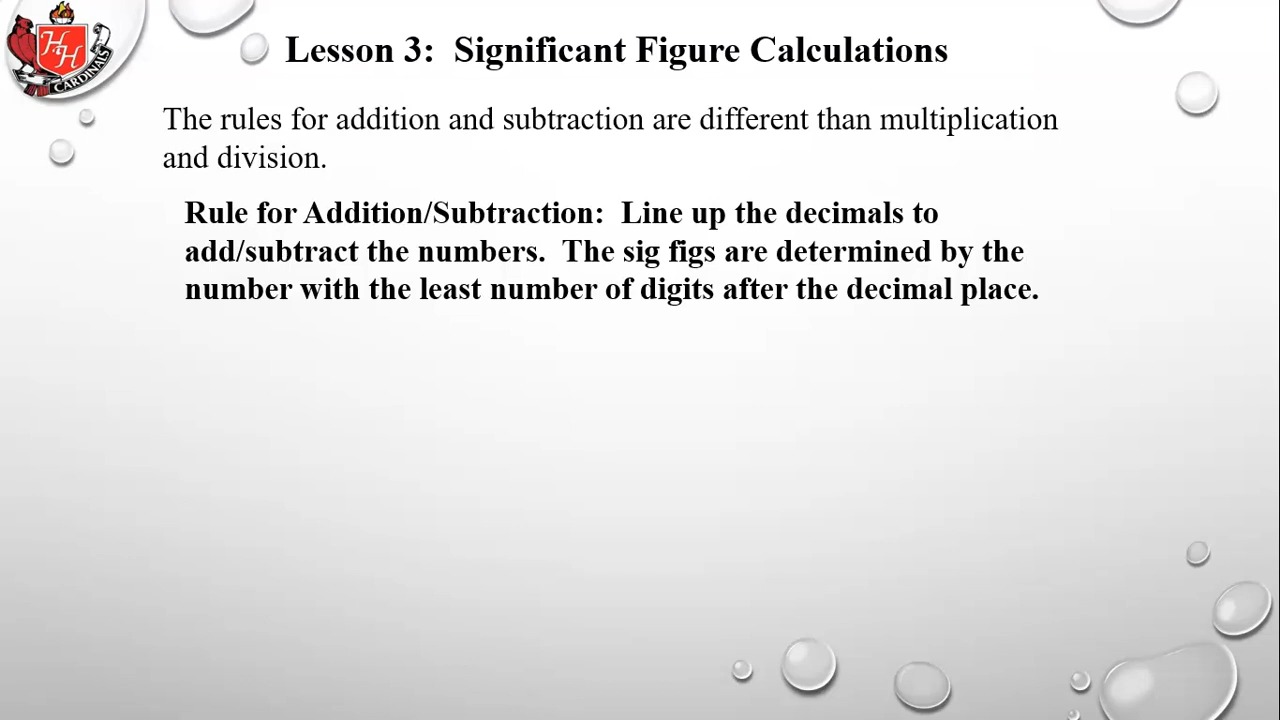 HH
CARDINALS
Lesson 3:  Significant Figure Calculations
The rules for addition and subtraction are different than multiplication
and division.
Rule for Addition/Subtraction:  Line up the decimals to
add/subtract the numbers.  The sig figs are determined by the
number with the least number of digits after the decimal place.